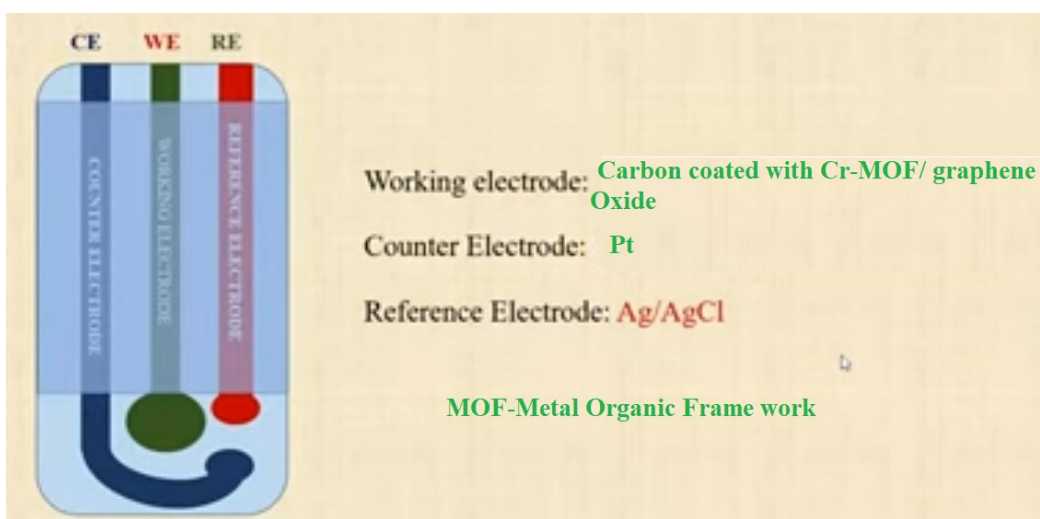 CE WE RE
COUNTER ELECTRODE
WORKING ELECTRODE
REFERENCE ELECTRODE
Working electrode: Carbon coated with Cr-MOF/ graphene
Oxide
Counter Electrode: Pt
Reference Electrode: Ag/AgCl
MOF-Metal Organic Frame work